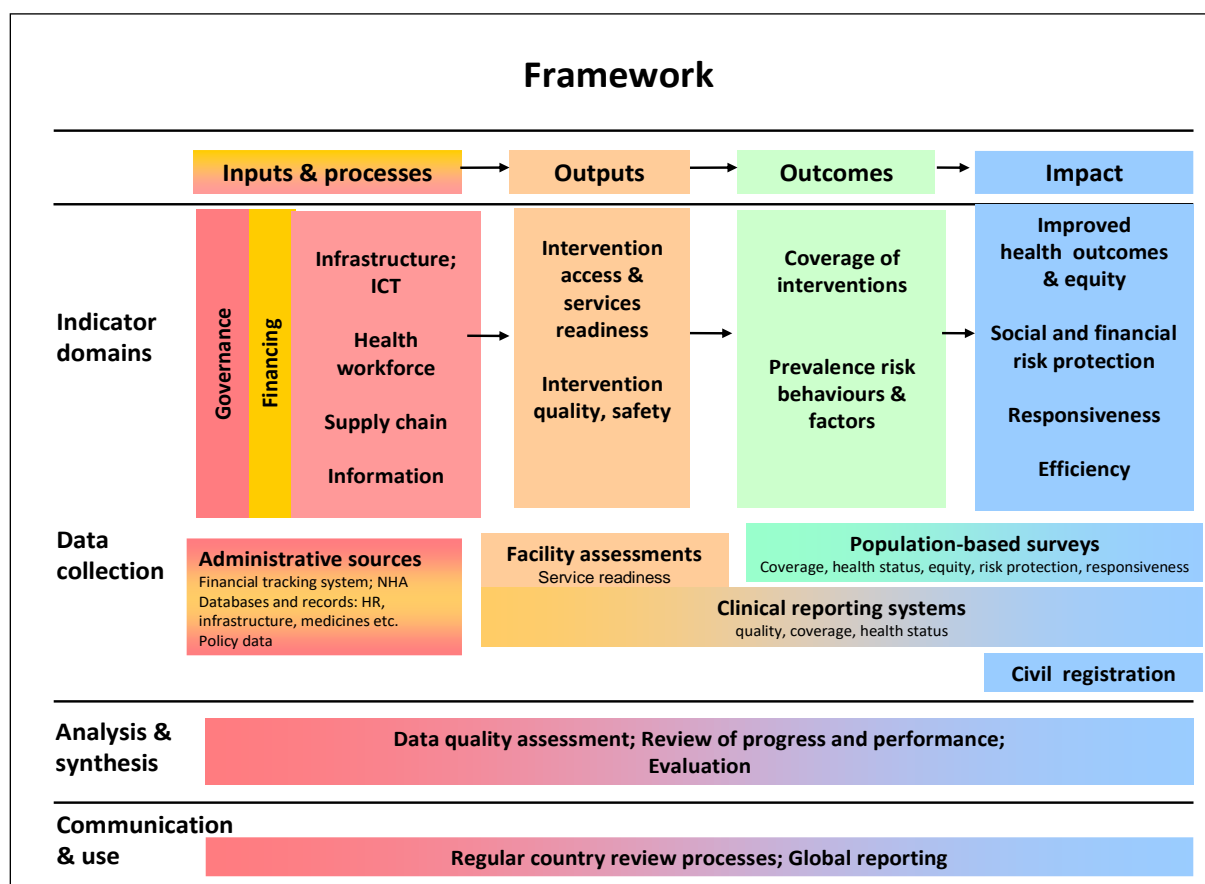 Framework
Inputs & processes
Outputs
Outcomes
Impact
Indicator
domains
Governance
Financing
Infrastructure;
ICT
Health
workforce
Supply chain
Information
Intervention
access &
services
readiness
Intervention
quality, safety
Coverage of
interventions
Prevalence risk
behaviours &
factors
Improved
health outcomes
& equity
Social and financial
risk protection
Responsiveness
Efficiency
Data
collection
Administrative sources
Financial tracking system; NHA
Databases and records: HR,
infrastructure, medicines etc.
Policy data
Facility assessments
Service readiness
Population-based surveys
Coverage, health status, equity, risk protection, responsiveness
Clinical reporting systems
quality, coverage, health status
Civil registration
Analysis &
synthesis
Data quality assessment; Review of progress and performance;
Evaluation
Communication
& use
Regular country review processes; Global reporting